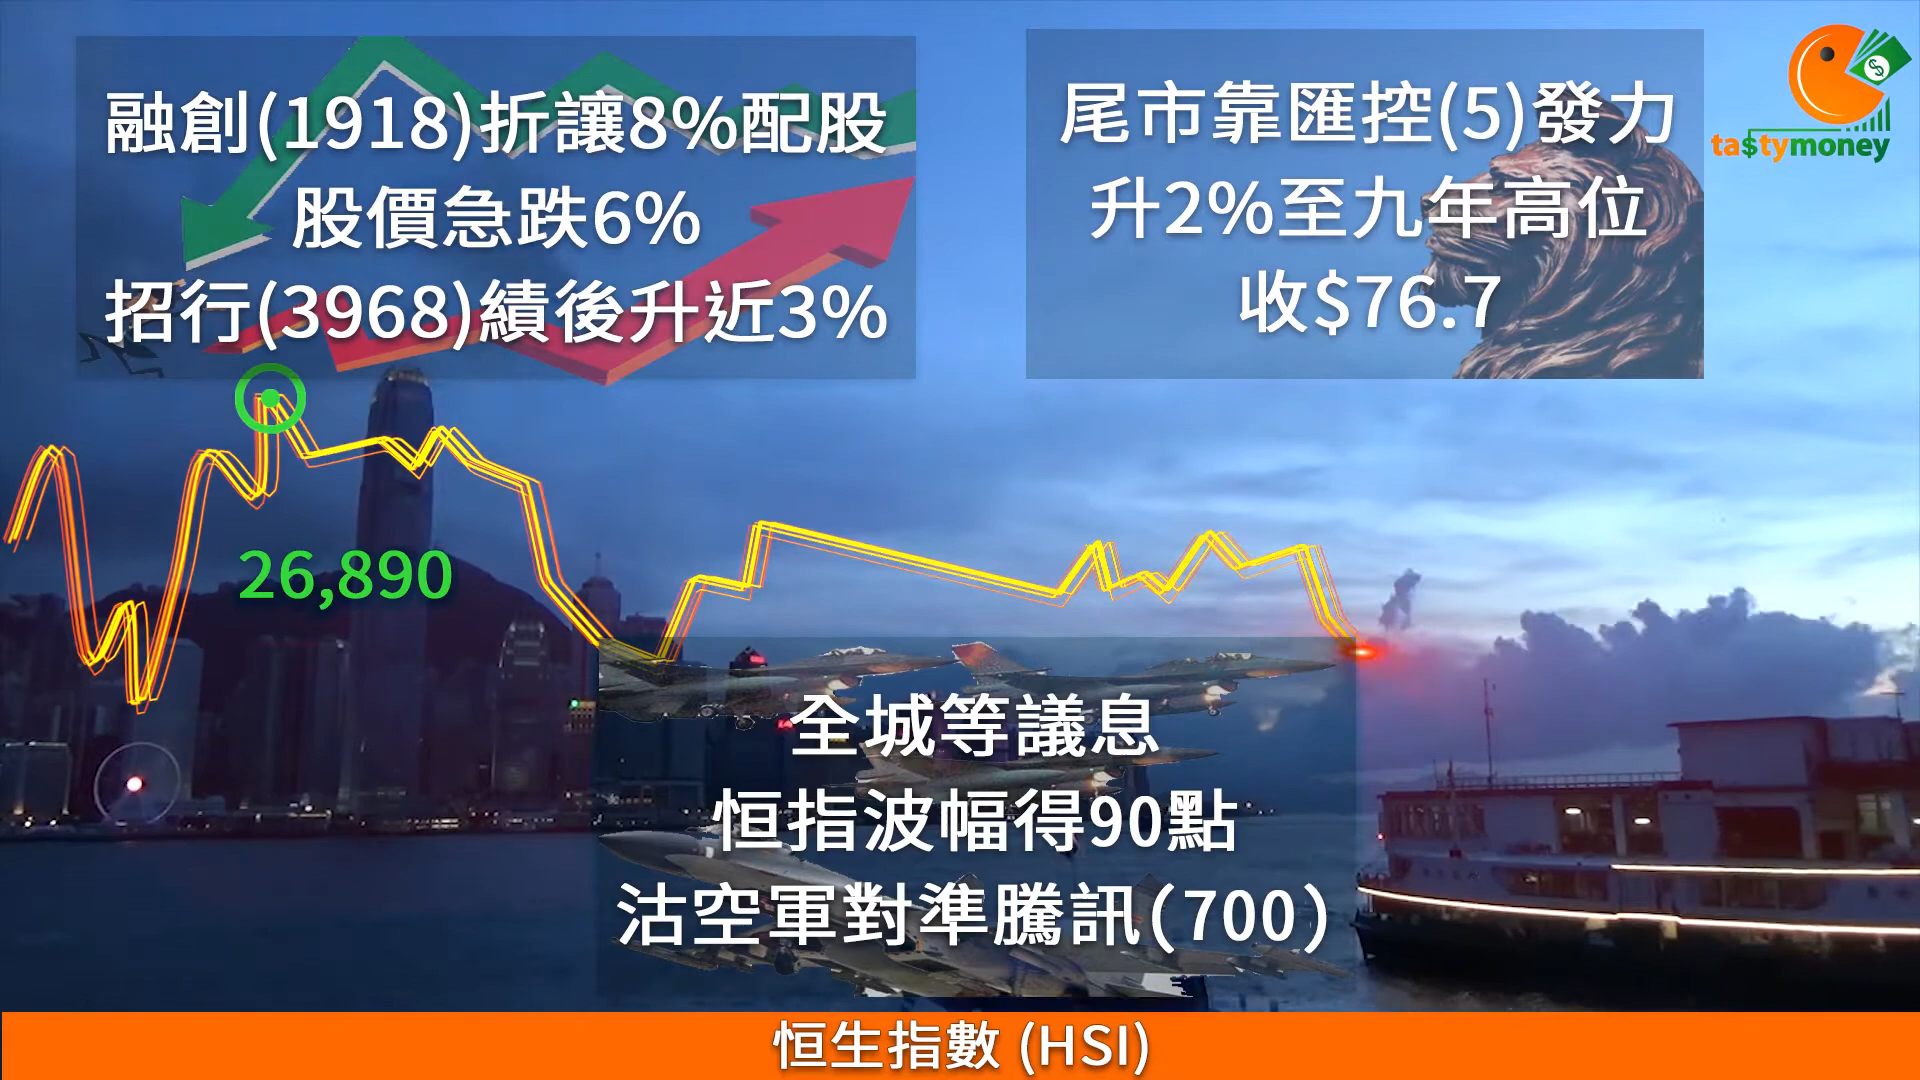 融創(1918)折讓8%配股
股價急跌6%
招行(3968)績後升近3%
尾市靠匯控(5)發力
升2%至九年高位
收$76.7
ta$tymoney
26,890
全城等議息
恒指波幅得90點
沽空軍對準騰訊(700)
恒生指數 (HSI)